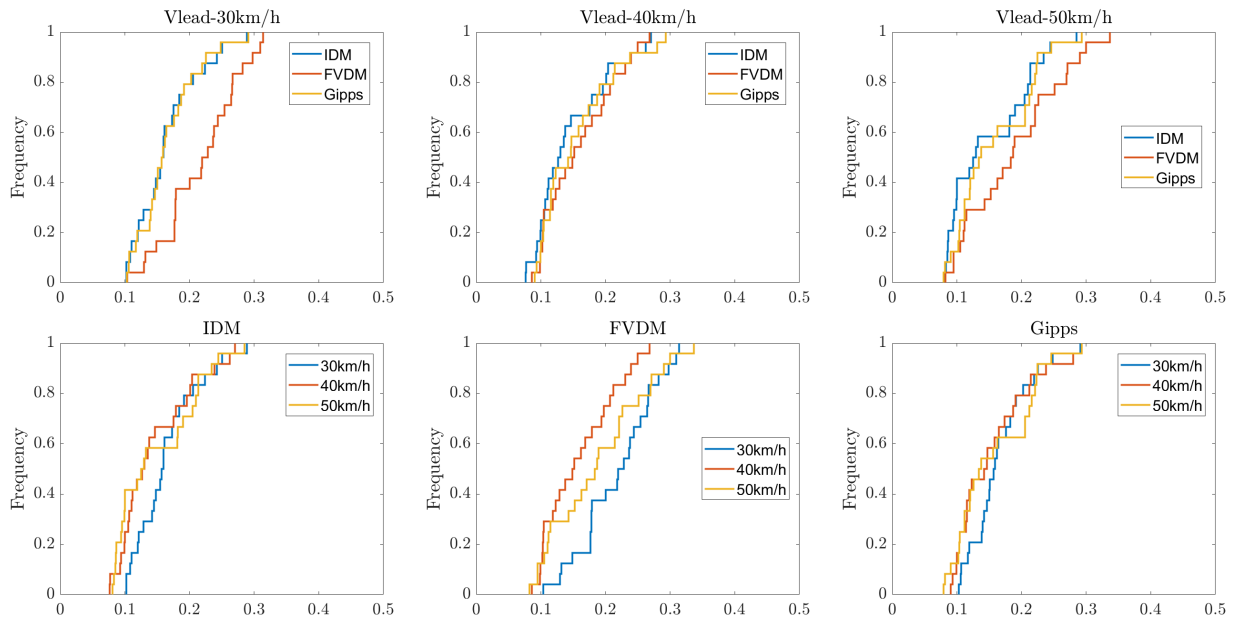 Vlead-30km/h
Frequency
1
0.8
0.6
0.4
0.2
0
0
0.1
0.2
0.3
0.4
0.5
IDM
FVDM
Gipps
Vlead-40km/h
Frequency
1
0.8
0.6
0.4
0.2
0
0
0.1
0.2
0.3
0.4
0.5
IDM
FVDM
Gipps
Vlead-50km/h
Frequency
1
0.8
0.6
0.4
0.2
0
0
0.1
0.2
0.3
0.4
0.5
IDM
FVDM
Gipps
IDM
Frequency
1
0.8
0.6
0.4
0.2
0
0
0.1
0.2
0.3
0.4
0.5
30km/h
40km/h
50km/h
FVDM
Frequency
1
0.8
0.6
0.4
0.2
0
0
0.1
0.2
0.3
0.4
0.5
30km/h
40km/h
50km/h
Gipps
Frequency
1
0.8
0.6
0.4
0.2
0
0
0.1
0.2
0.3
0.4
0.5
30km/h
40km/h
50km/h